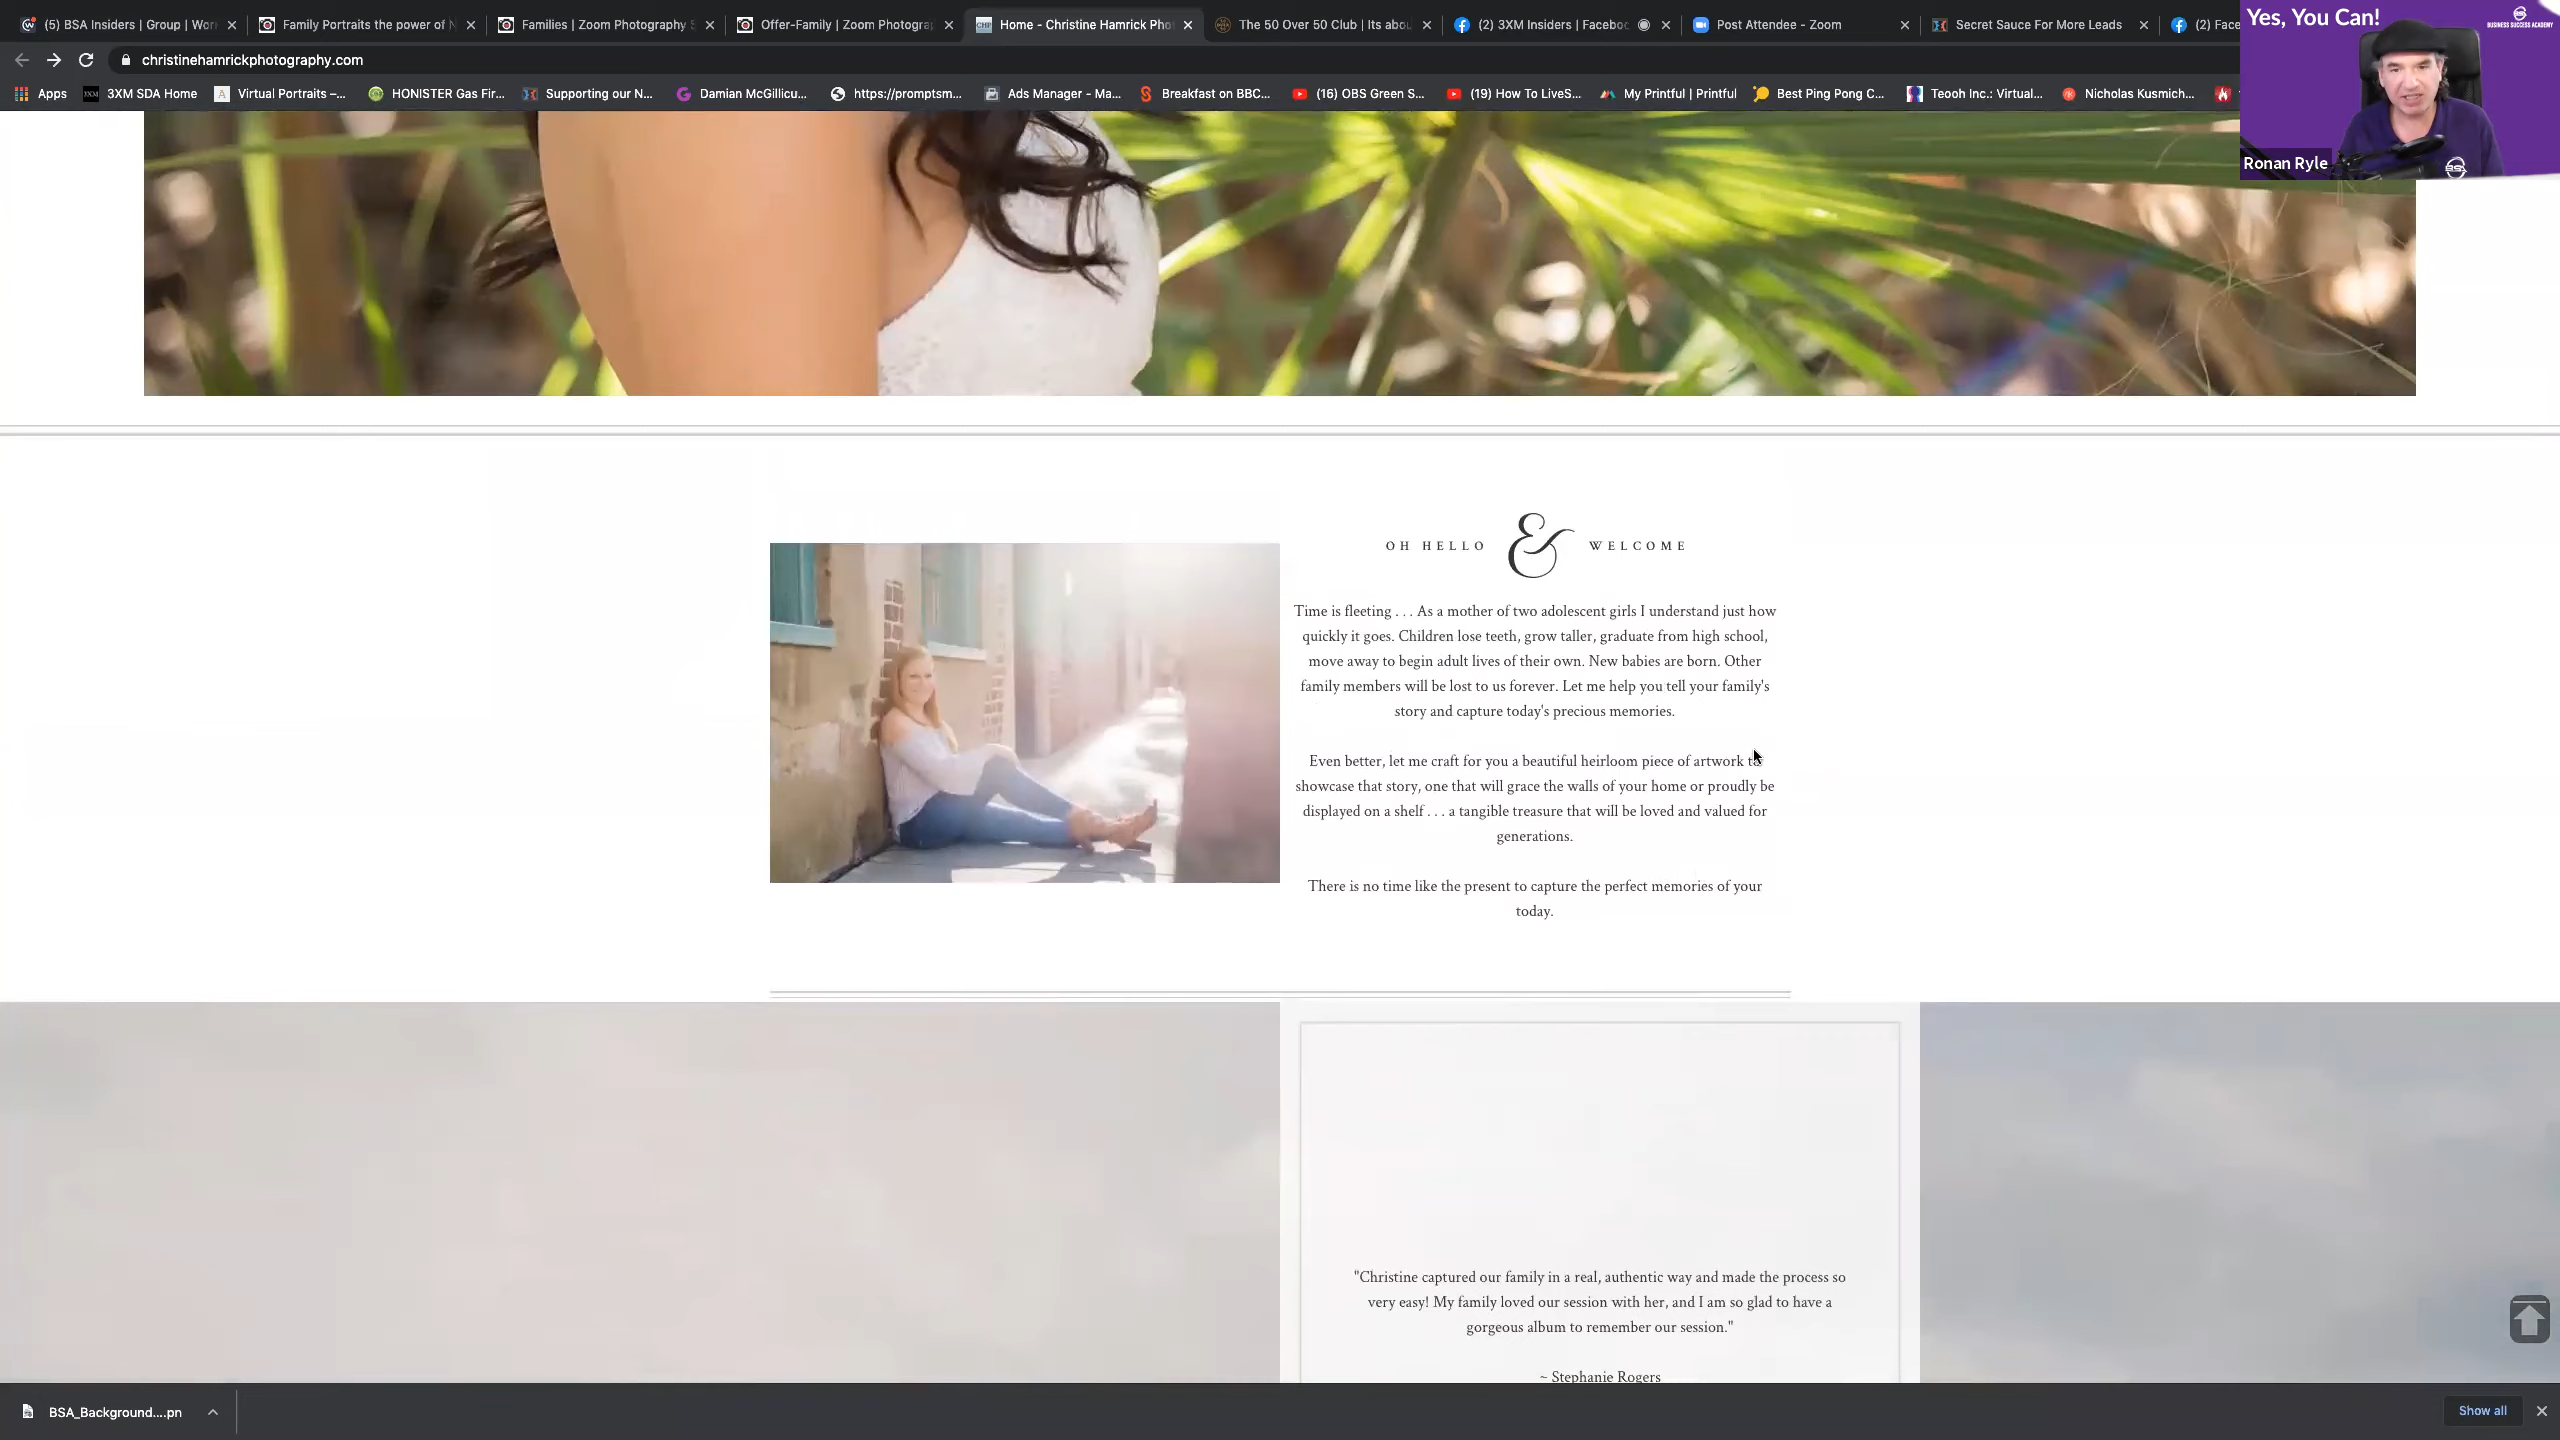 (5) BSA Insiders | Group | Wor
Family Portraits the power of N
Families | Zoom Photography S
Offer-Family | Zoom Photogra
Home - Christine Hamrick Pho
The 50 Over 50 Club | Its abou
(2) 3XM Insiders | Faceboo
Post Attendee - Zoom
Secret Sauce For More Leads
(2) Face
christinehamrickphotography.com
Apps
3XM SDA Home
Virtual Portraits –...
HONISTER Gas Fir...
Supporting our N...
Damian McGillicu...
https://promptsm...
Ads Manager - Ma...
Breakfast on BBC...
(16) OBS Green S...
(19) How To LiveS...
My Printful | Printful
Best Ping Pong C...
Teooh Inc.: Virtual...
Nicholas Kusmich...
Yes, You Can!
BUSINESS SUCCESS ACADEMY
Ronan Ryle
OH HELLO & WELCOME
Time is fleeting . . . As a mother of two adolescent girls I understand just how
quickly it goes. Children lose teeth, grow taller, graduate from high school,
move away to begin adult lives of their own. New babies are born. Other
family members will be lost to us forever. Let me help you tell your family's
story and capture today's precious memories.
Even better, let me craft for you a beautiful heirloom piece of artwork to
showcase that story, one that will grace the walls of your home or proudly be
displayed on a shelf . . . a tangible treasure that will be loved and valued for
generations.
There is no time like the present to capture the perfect memories of your
today.
"Christine captured our family in a real, authentic way and made the process so
very easy! My family loved our session with her, and I am so glad to have a
gorgeous album to remember our session."
~ Stephanie Rogers
BSA_Background....pn
Show all